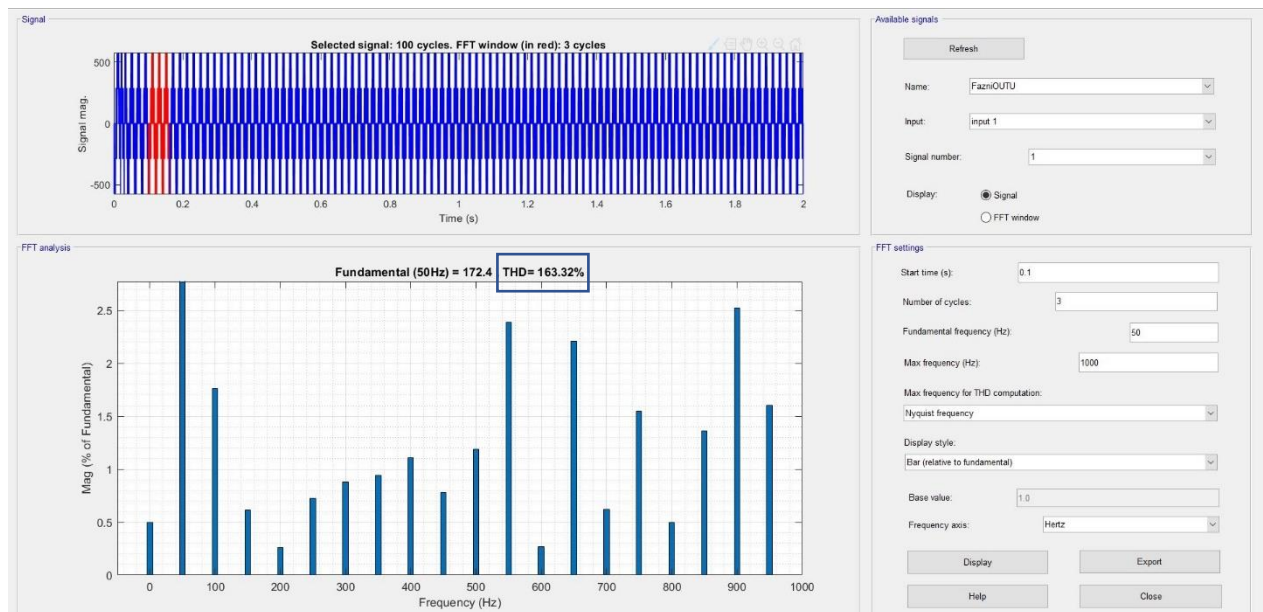 Signal
Selected signal: 100 cycles. FFT window (in red): 3 cycles
500
0
-500
Signal mag.
0 0.2 0.4 0.6 0.8 1 1.2 1.4 1.6 1.8 2
Time (s)
FFT analysis
Fundamental (50Hz) = 172.4 THD= 163.32%
2.5
2
1.5
1
0.5
0
Mag (% of Fundamental)
0 100 200 300 400 500 600 700 800 900 1000
Frequency (Hz)
Available signals
Refresh
Name: FazniOUTU
Input: input 1
Signal number: 1
Display: Signal
FFT window
FFT settings
Start time (s): 0.1
Number of cycles: 3
Fundamental frequency (Hz): 50
Max frequency (Hz): 1000
Max frequency for THD computation:
Nyquist frequency
Display style:
Bar (relative to fundamental)
Base value: 1.0
Frequency axis: Hertz
Display Export
Help Close